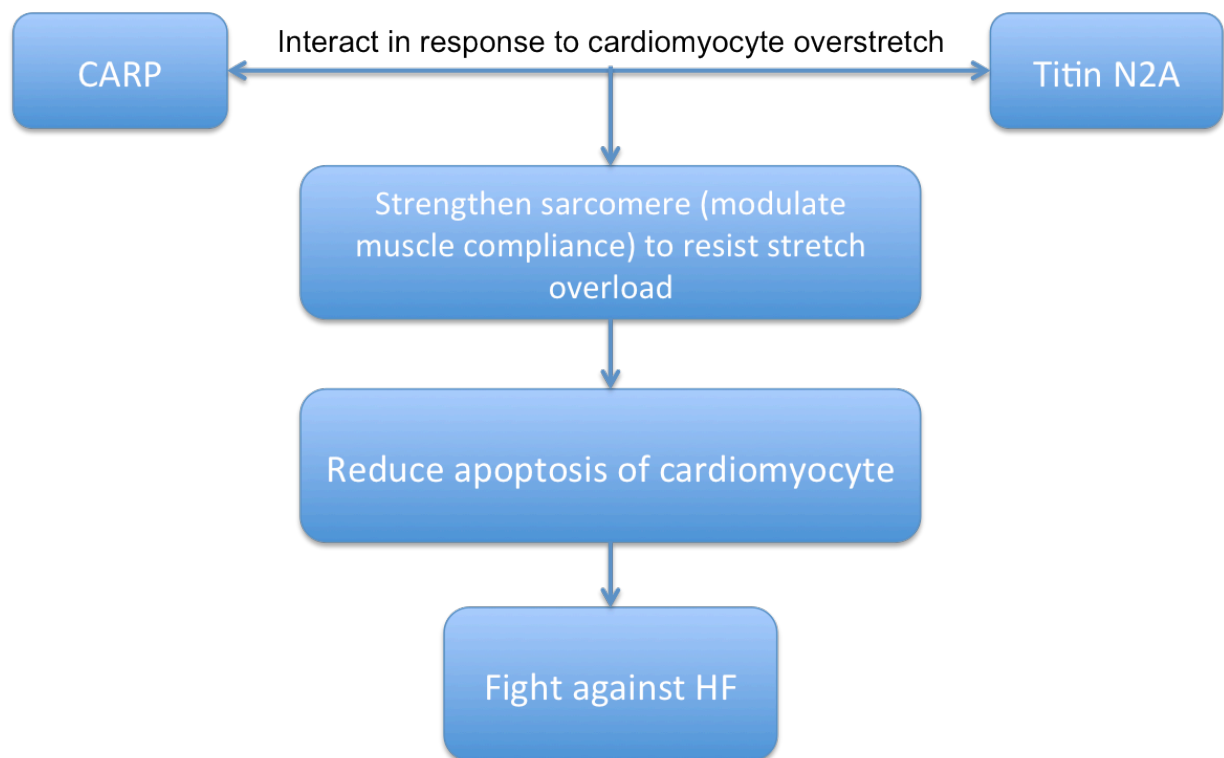 Interact in response to cardiomyocyte overstretch
CARP
Titin N2A
Strengthen sarcomere (modulate
muscle compliance) to resist stretch
overload
Reduce apoptosis of cardiomyocyte
Fight against HF